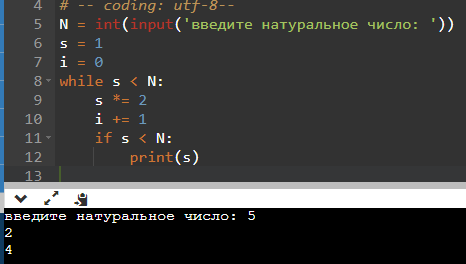 4 # -- coding: utf-8--
5 N = int(input('введите натуральное число: '))
6 s = 1
7 i = 0
8 while s < N:
9 s *= 2
10 i += 1
11 if s < N:
12 print(s)
13
введите натуральное число: 5
2
4